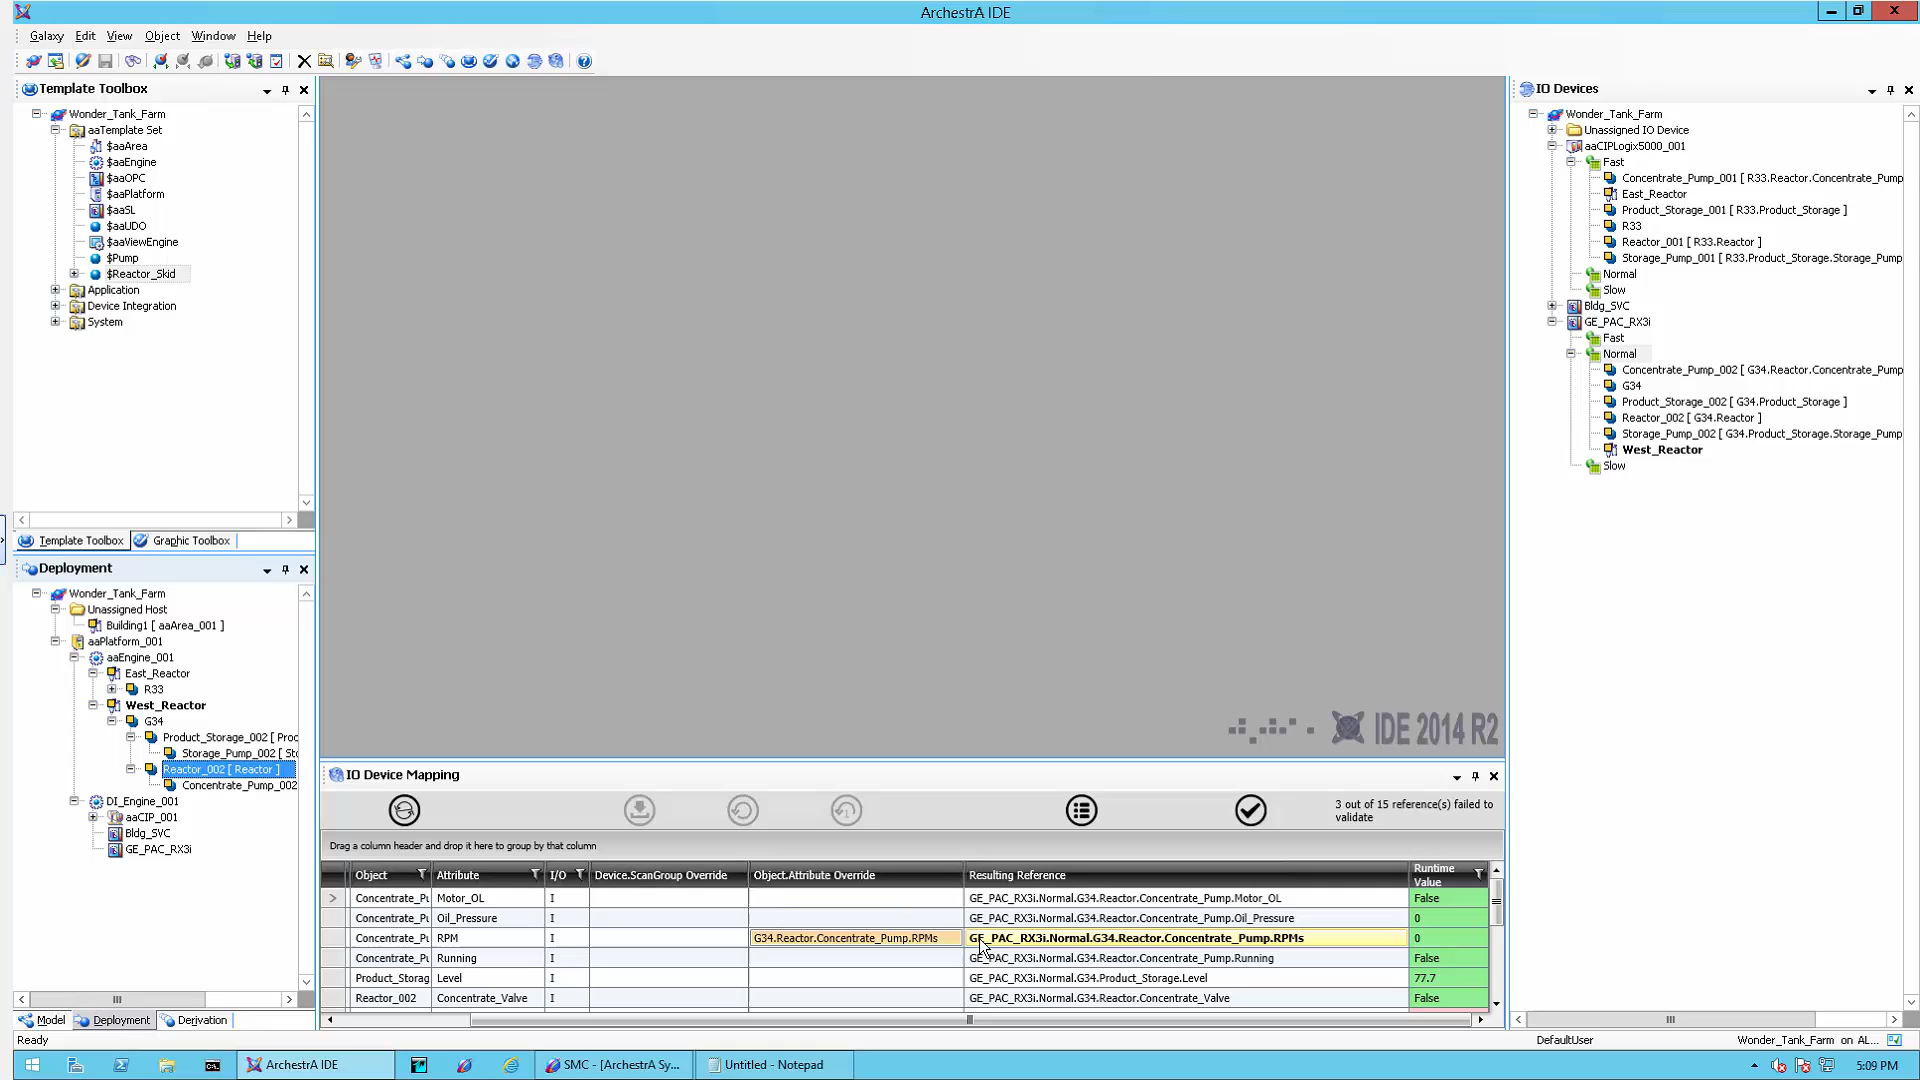 ArchestrA IDE
Galaxy Edit View Object Window Help
Template Toolbox
Wonder_Tank_Farm
aaTemplate Set
$aaArea
$aaEngine
$aaOPC
$aaPlatform
$aaSL
$aaUDO
$aaViewEngine
$Pump
$Reactor_Skid
Application
Device Integration
System
Template Toolbox Graphic Toolbox
Deployment
Wonder_Tank_Farm
Unassigned Host
Building1 [ aaArea_001 ]
aaPlatform_001
aaEngine_001
East_Reactor
R33
West_Reactor
G34
Product_Storage_002 [ Proc
Storage_Pump_002 [ Sto
Reactor_002 [ Reactor ]
Concentrate_Pump_002
DI_Engine_001
aaCIP_001
Bldg_SVC
GE_PAC_RX3i
Model Deployment Derivation
IDE 2014 R2
IO Device Mapping
3 out of 15 reference(s) failed to
validate
Drag a column header and drop it here to group by that column
Object Attribute I/O Device.ScanGroup Override Object.Attribute Override Resulting Reference Runtime Value
Concentrate_Pu Motor_OL I GE_PAC_RX3i.Normal.G34.Reactor.Concentrate_Pump.Motor_OL False
Concentrate_Pu Oil_Pressure I GE_PAC_RX3i.Normal.G34.Reactor.Concentrate_Pump.Oil_Pressure 0
Concentrate_Pu RPM I G34.Reactor.Concentrate_Pump.RPMs GE_PAC_RX3i.Normal.G34.Reactor.Concentrate_Pump.RPMs 0
Concentrate_Pu Running I GE_PAC_RX3i.Normal.G34.Reactor.Concentrate_Pump.Running False
Product_Storag Level I GE_PAC_RX3i.Normal.G34.Product_Storage.Level 77.7
Reactor_002 Concentrate_Valve I GE_PAC_RX3i.Normal.G34.Reactor.Concentrate_Valve False
IO Devices
Wonder_Tank_Farm
Unassigned IO Device
aaCIPLogix5000_001
Fast
Concentrate_Pump_001 [ R33.Reactor.Concentrate_Pump
East_Reactor
Product_Storage_001 [ R33.Product_Storage ]
R33
Reactor_001 [ R33.Reactor ]
Storage_Pump_001 [ R33.Product_Storage.Storage_Pump
Normal
Slow
Bldg_SVC
GE_PAC_RX3i
Fast
Normal
Concentrate_Pump_002 [ G34.Reactor.Concentrate_Pump
G34
Product_Storage_002 [ G34.Product_Storage ]
Reactor_002 [ G34.Reactor ]
Storage_Pump_002 [ G34.Product_Storage.Storage_Pump
West_Reactor
Slow
Ready DefaultUser Wonder_Tank_Farm on AL...
ArchestrA IDE SMC - [ArchestrA Sy... Untitled - Notepad 5:09 PM